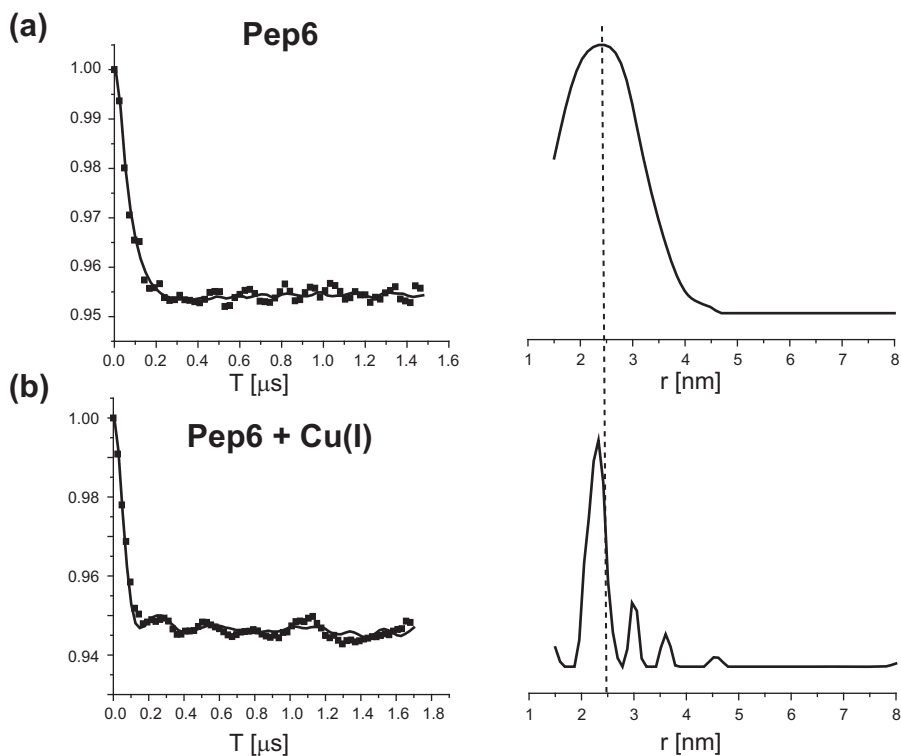 (a)
Pep6
1.00
0.99
0.98
0.97
0.96
0.95
0.0 0.2 0.4 0.6 0.8 1.0 1.2 1.4 1.6
T [μs]
1 2 3 4 5 6 7 8
r [nm]
(b)
Pep6 + Cu(I)
1.00
0.98
0.96
0.94
0.0 0.2 0.4 0.6 0.8 1.0 1.2 1.4 1.6 1.8
T [μs]
1 2 3 4 5 6 7 8
r [nm]